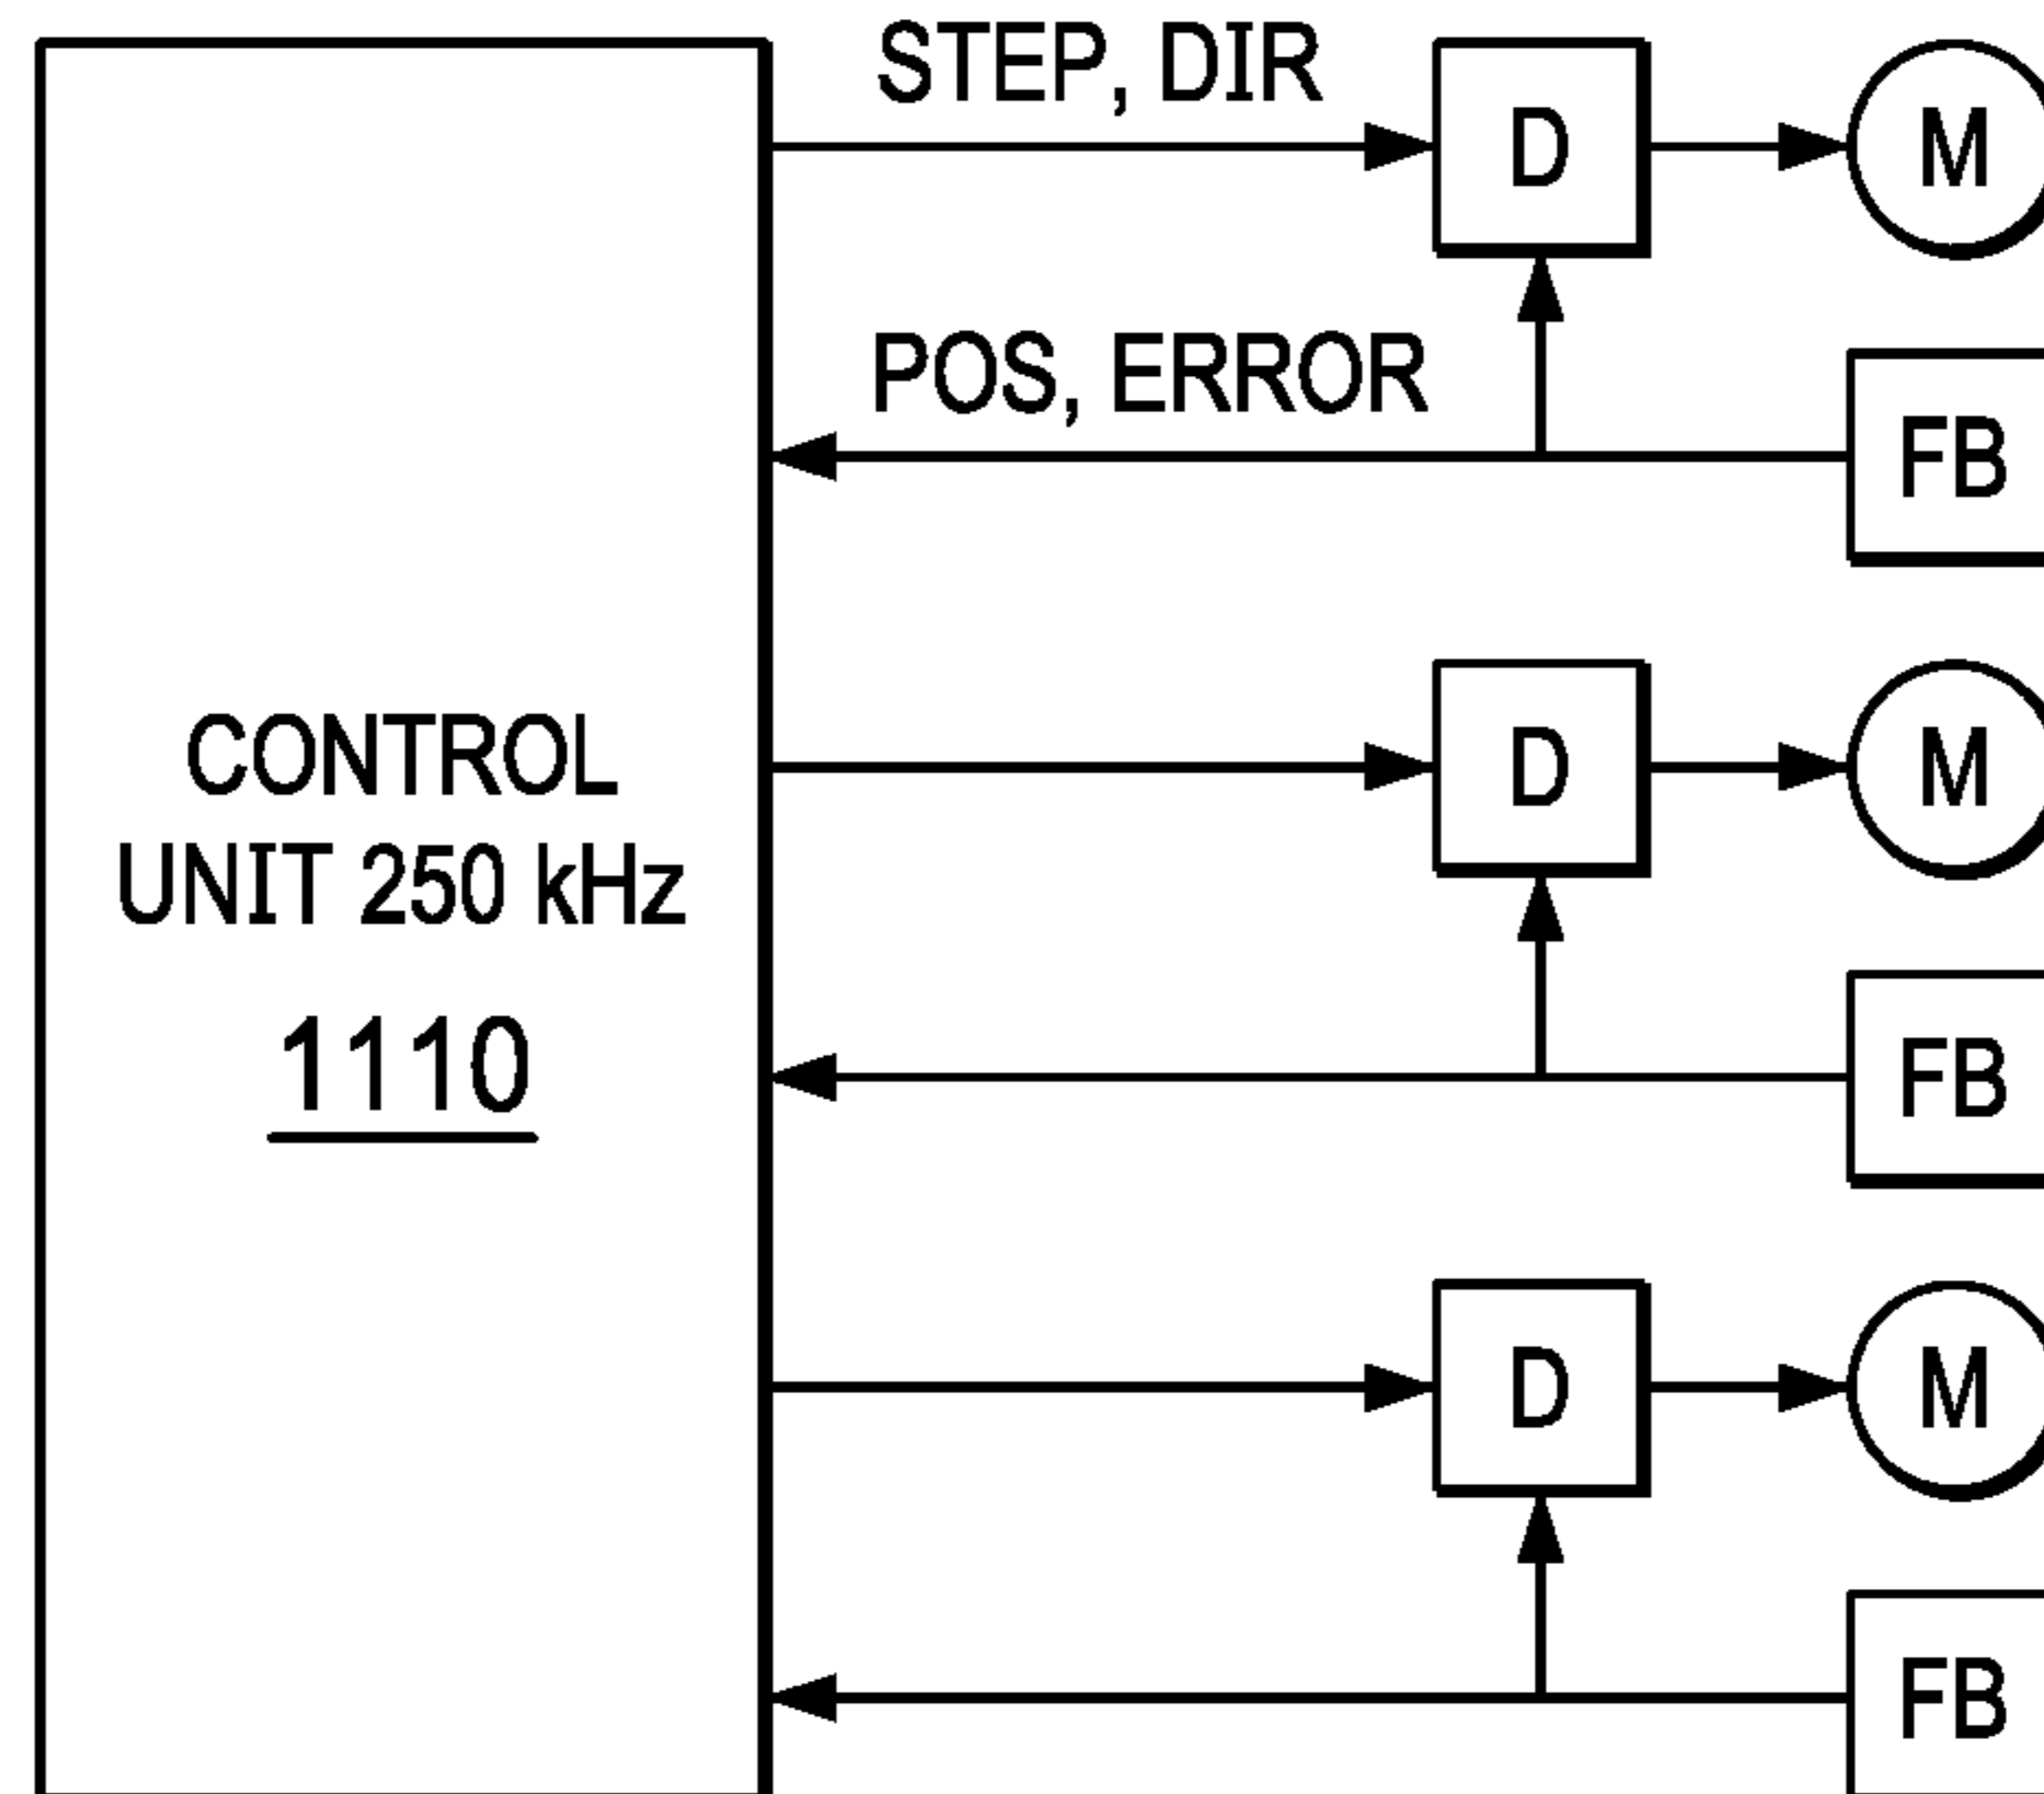 STEP, DIR
D
M
POS, ERROR
FB
CONTROL
UNIT 250 kHz
1110
D
M
FB
D
M
FB